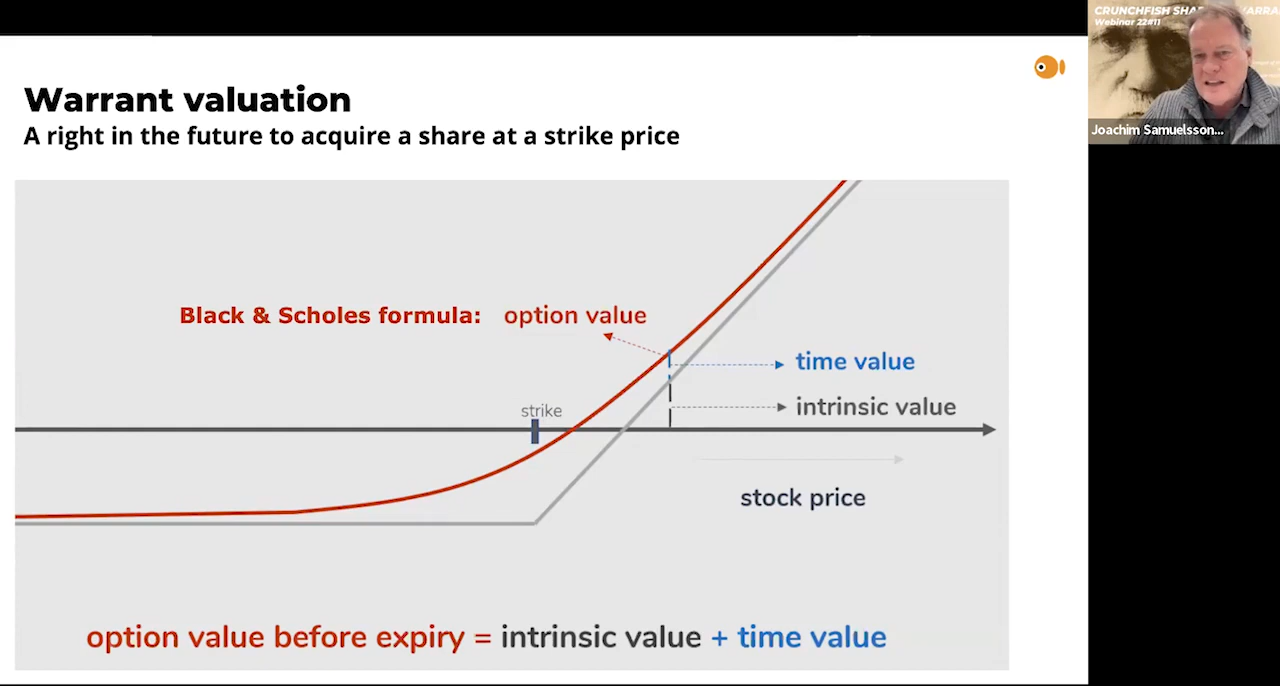 Warrant valuation
A right in the future to acquire a share at a strike price
Black & Scholes formula: option value
time value
strike
intrinsic value
stock price
option value before expiry = intrinsic value + time value
CRUNCHFISH
Webinar 22#11
Joachim Samuelsson...